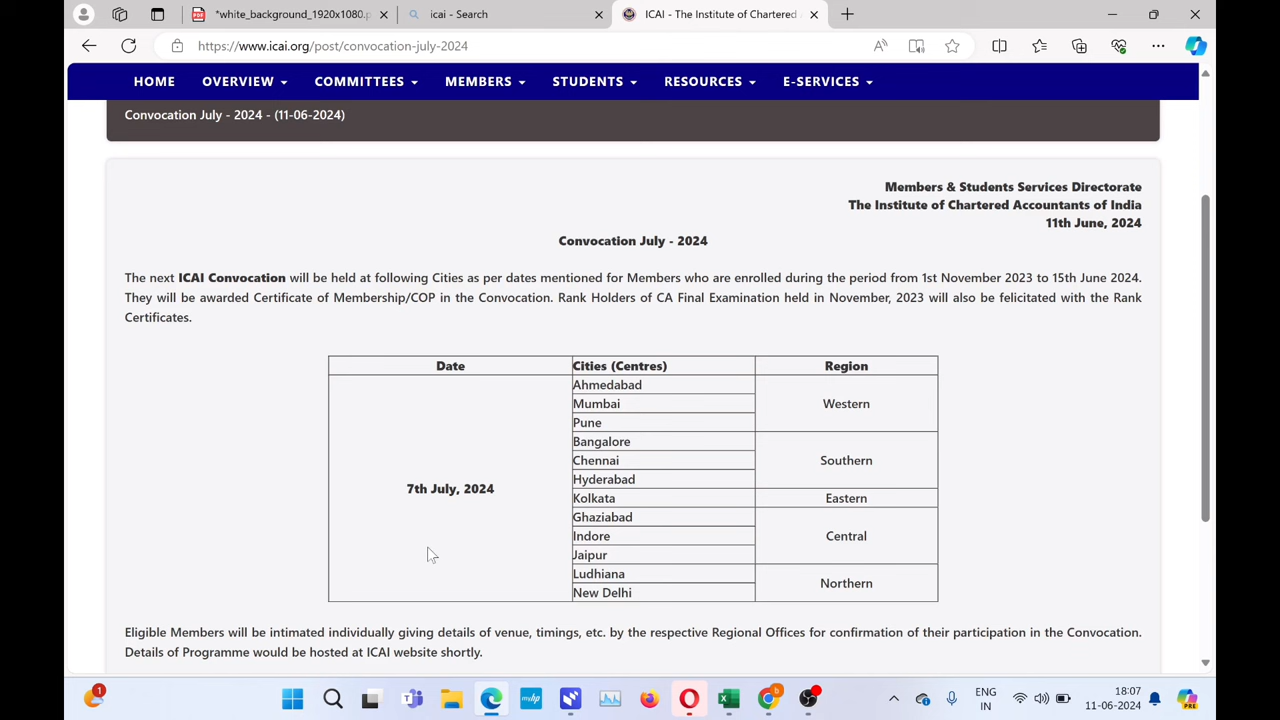 *white_background_1920x1080.p
icai - Search
ICAI - The Institute of Chartered
https://www.icai.org/post/convocation-july-2024
HOME OVERVIEW COMMITTEES MEMBERS STUDENTS RESOURCES E-SERVICES
Convocation July - 2024 - (11-06-2024)
Members & Students Services Directorate
The Institute of Chartered Accountants of India
11th June, 2024
Convocation July - 2024
The next ICAI Convocation will be held at following Cities as per dates mentioned for Members who are enrolled during the period from 1st November 2023 to 15th June 2024.
They will be awarded Certificate of Membership/COP in the Convocation. Rank Holders of CA Final Examination held in November, 2023 will also be felicitated with the Rank
Certificates.
Date Cities (Centres) Region
7th July, 2024
Ahmedabad
Mumbai
Pune
Western
Bangalore
Chennai
Hyderabad
Southern
Kolkata
Eastern
Ghaziabad
Indore
Jaipur
Central
Ludhiana
New Delhi
Northern
Eligible Members will be intimated individually giving details of venue, timings, etc. by the respective Regional Offices for confirmation of their participation in the Convocation.
Details of Programme would be hosted at ICAI website shortly.
1
myhp
b
ENG
IN
18:07
11-06-2024
PRE